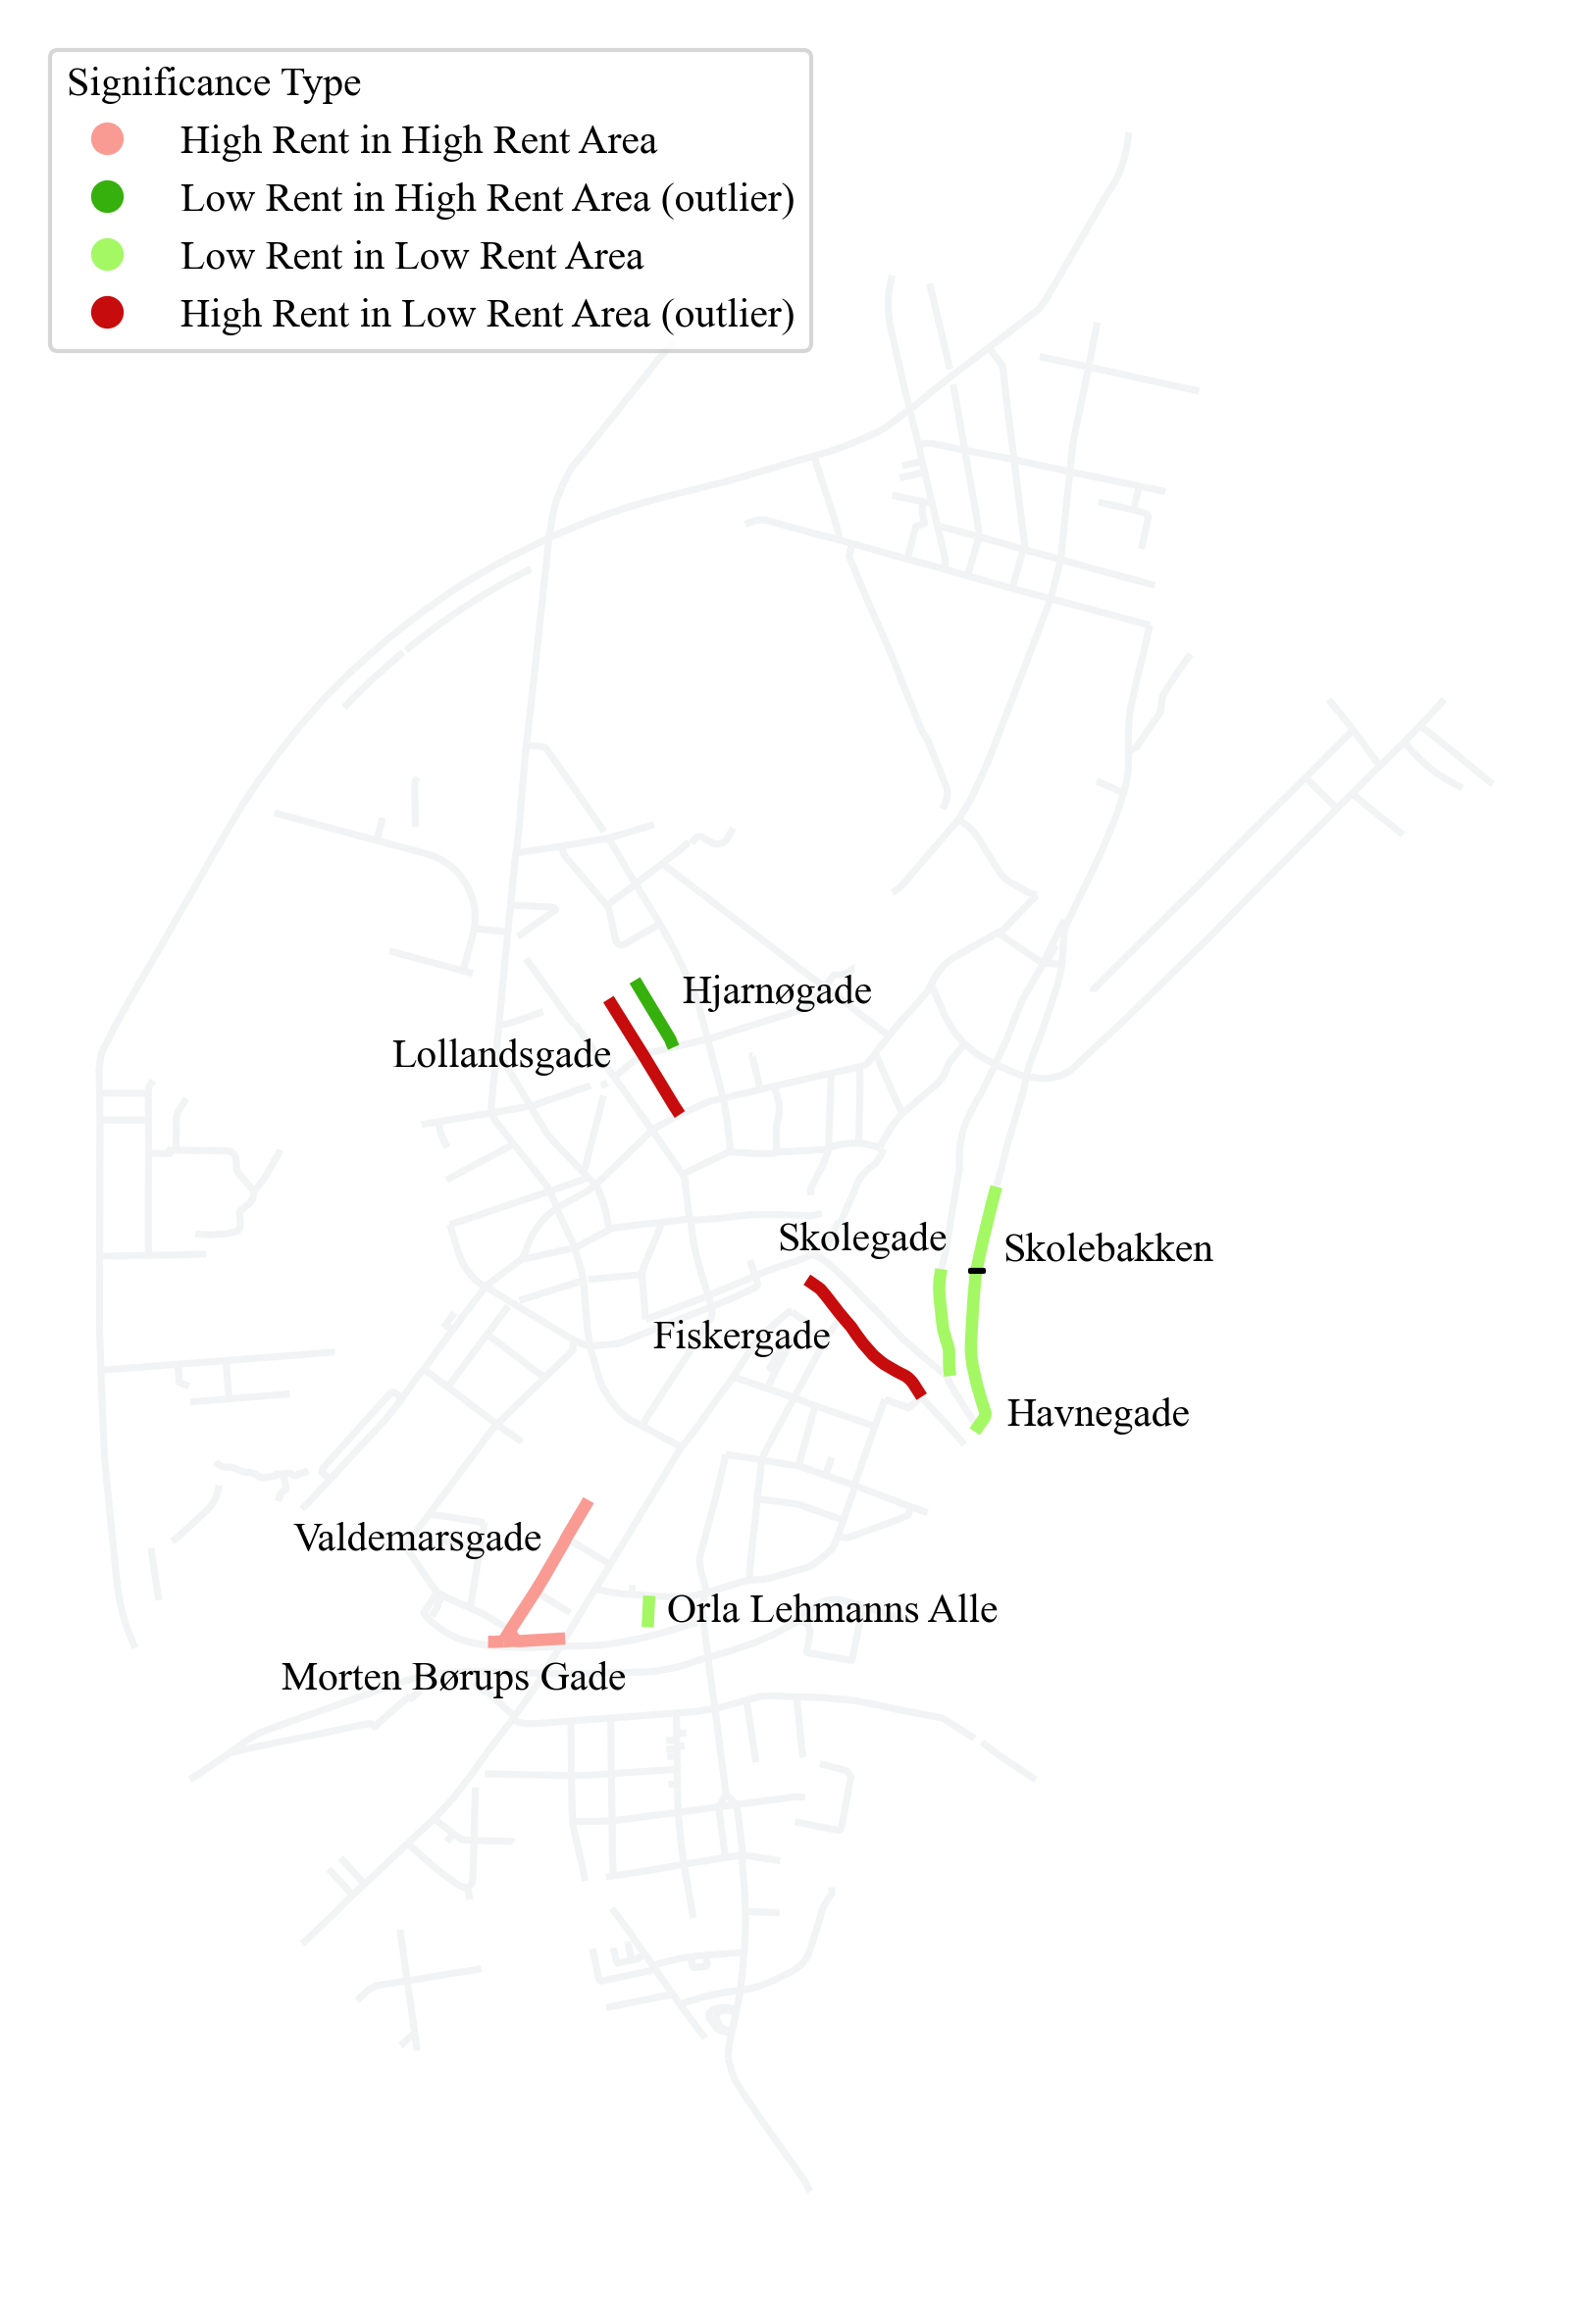 Significance Type
High Rent in High Rent Area
Low Rent in High Rent Area (outlier)
Low Rent in Low Rent Area
High Rent in Low Rent Area (outlier)
Hjarnøgade
Lollandsgade
Skolegade
Skolebakken
Fiskergade
Havnegade
Valdemarsgade
Orla Lehmanns Alle
Morten Børups Gade